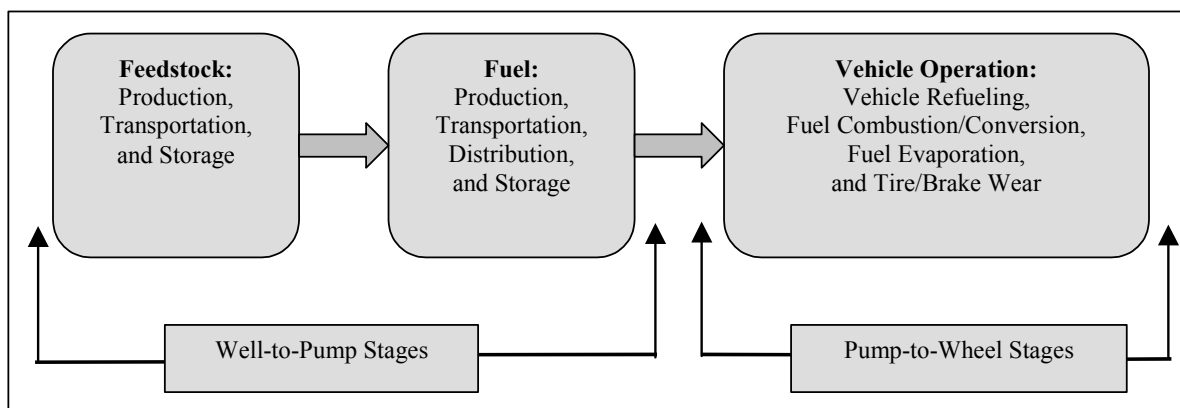 Feedstock:
Production,
Transportation,
and Storage
Fuel:
Production,
Transportation,
Distribution,
and Storage
Vehicle Operation:
Vehicle Refueling,
Fuel Combustion/Conversion,
Fuel Evaporation,
and Tire/Brake Wear
Well-to-Pump Stages
Pump-to-Wheel Stages